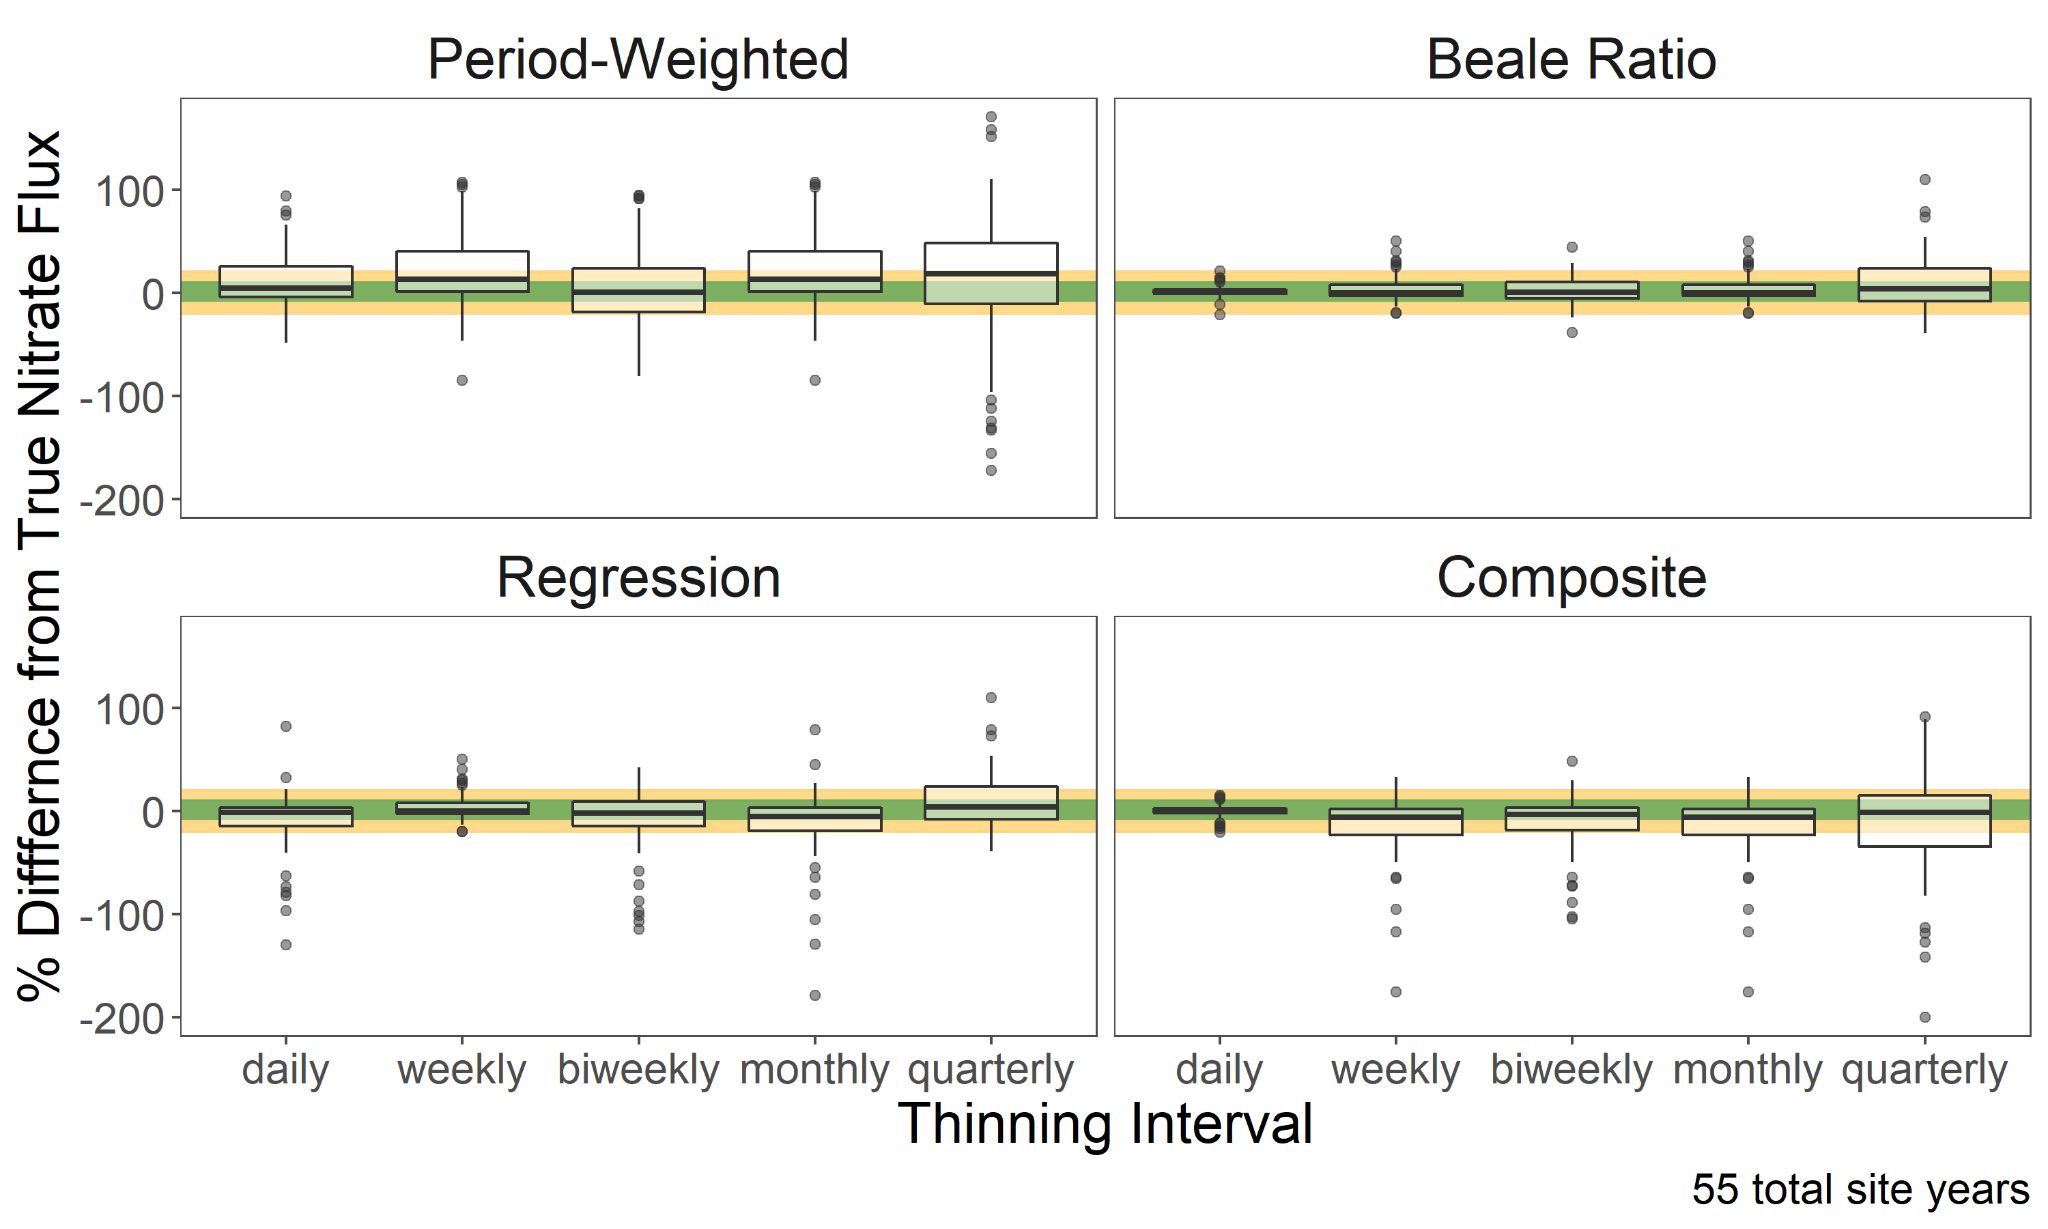 Period-Weighted
Beale Ratio
% Differnce from True Nitrate Flux
100
0
-100
-200
Regression
Composite
100
0
-100
-200
daily weekly biweekly monthly quarterly
daily weekly biweekly monthly quarterly
Thinning Interval
55 total site years